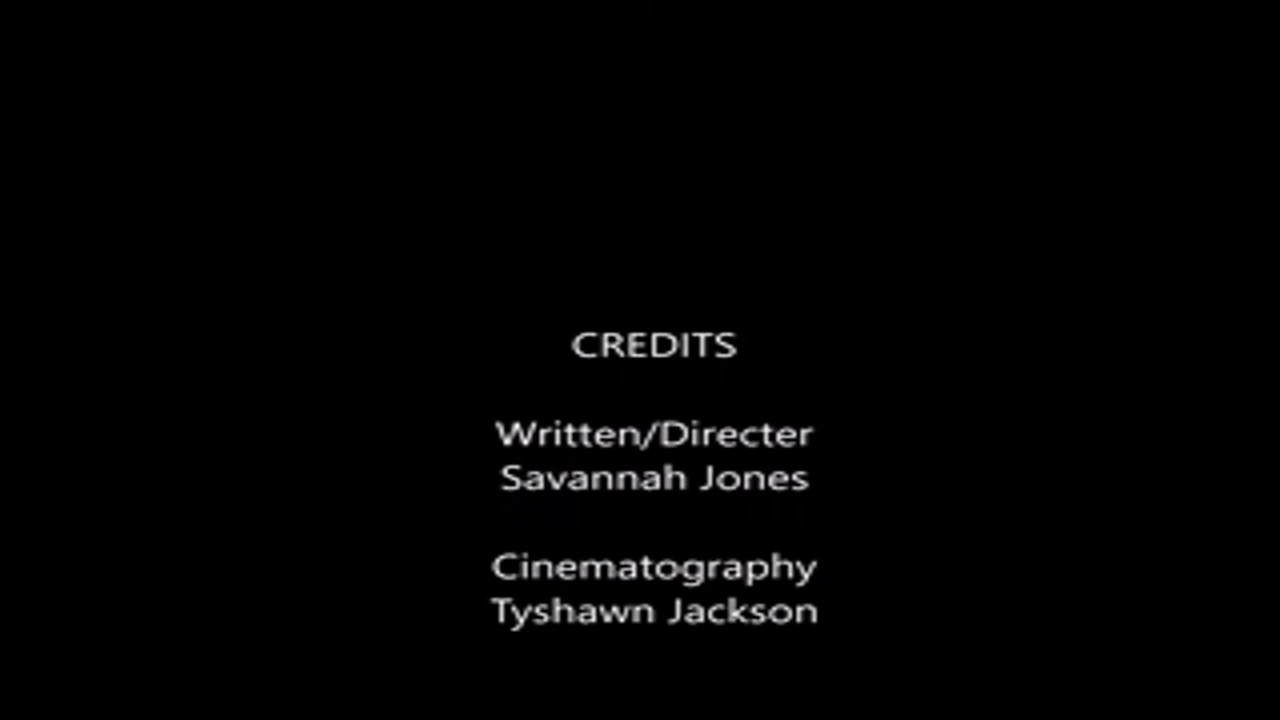 CREDITS
Written/Directer
Savannah Jones
Cinematography
Tyshawn Jackson